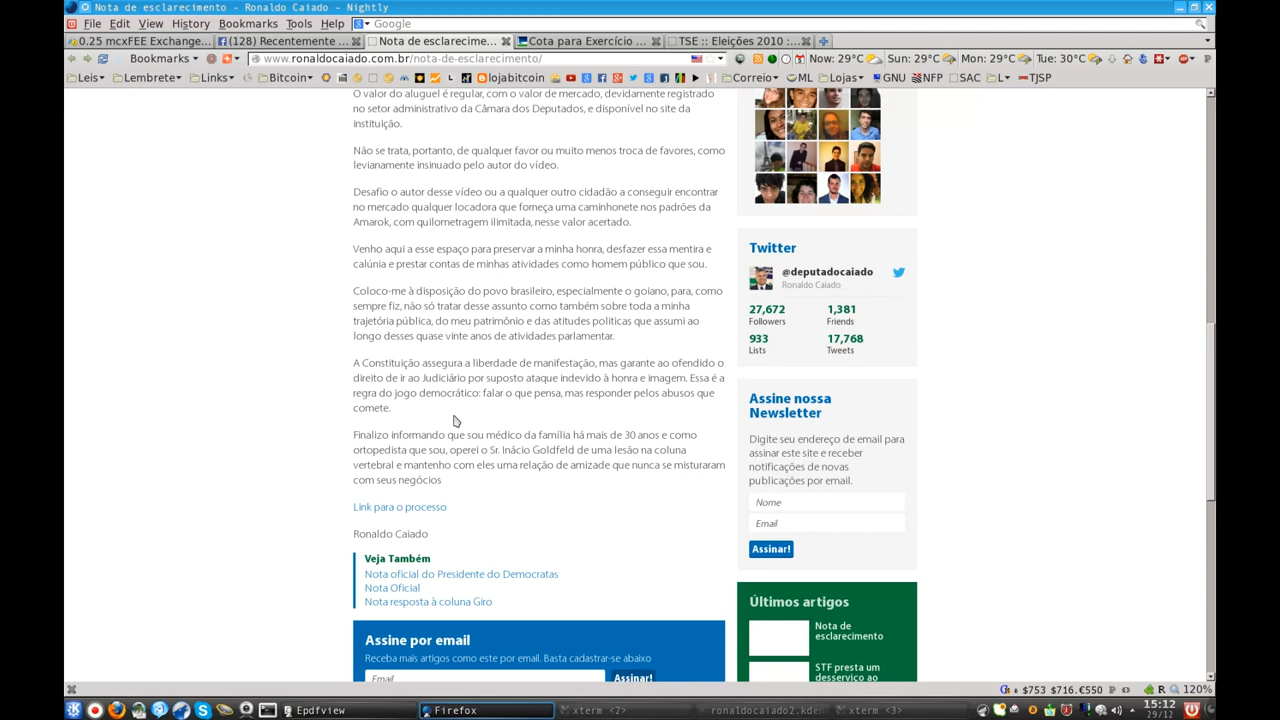 Nota de esclarecimento - Ronaldo Caiado - Nightly
File Edit View History Bookmarks Tools Help
Google
0.25 mcxFEE Exchange...
(128) Recentemente ...
Nota de esclarecime...
Cota para Exercício ...
TSE :: Eleições 2010 :...
Bookmarks
www.ronaldocaiado.com.br/nota-de-esclarecimento/
Now: 29°C Sun: 29°C Mon: 29°C Tue: 30°C
Leis Lembrete Links Bitcoin lojabitcoin Correio ML Lojas GNU NFP SAC L TJSP
O valor do aluguel é regular, com o valor de mercado, devidamente registrado
no setor administrativo da Câmara dos Deputados, e disponível no site da
instituição.
Não se trata, portanto, de qualquer favor ou muito menos troca de favores, como
levianamente insinuado pelo autor do vídeo.
Desafio o autor desse vídeo ou a qualquer outro cidadão a conseguir encontrar
no mercado qualquer locadora que forneça uma caminhonete nos padrões da
Amarok, com quilometragem ilimitada, nesse valor acertado.
Venho aqui a esse espaço para preservar a minha honra, desfazer essa mentira e
calúnia e prestar contas de minhas atividades como homem público que sou.
Coloco-me à disposição do povo brasileiro, especialmente o goiano, para, como
sempre fiz, não só tratar desse assunto como também sobre toda a minha
trajetória pública, do meu patrimônio e das atitudes políticas que assumi ao
longo desses quase vinte anos de atividades parlamentar.
A Constituição assegura a liberdade de manifestação, mas garante ao ofendido o
direito de ir ao Judiciário por suposto ataque indevido à honra e imagem. Essa é a
regra do jogo democrático: falar o que pensa, mas responder pelos abusos que
comete.
Finalizo informando que sou médico da família há mais de 30 anos e como
ortopedista que sou, operei o Sr. Inácio Goldfeld de uma lesão na coluna
vertebral e mantenho com eles uma relação de amizade que nunca se misturaram
com seus negócios
Link para o processo
Ronaldo Caiado
Veja Também
Nota oficial do Presidente do Democratas
Nota Oficial
Nota resposta à coluna Giro
Assine por email
Receba mais artigos como este por email. Basta cadastrar-se abaixo
Email
Assinar!
Twitter
@deputadocaiado
Ronaldo Caiado
27,672 1,381
Followers Friends
933 17,768
Lists Tweets
Assine nossa
Newsletter
Digite seu endereço de email para
assinar este site e receber
notificações de novas
publicações por email.
Nome
Email
Assinar!
Últimos artigos
Nota de
esclarecimento
STF presta um
desserviço ao
$753 $716.€550
R
120%
Epdfview
Firefox
xterm <2>
ronaldocaiado2.kden
xterm <3>
15:12
29/12